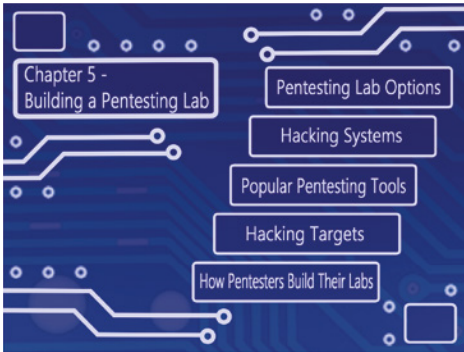 Chapter 5 -
Building a Pentesting Lab
Pentesting Lab Options
Hacking Systems
Popular Pentesting Tools
Hacking Targets
How Pentesters Build Their Labs